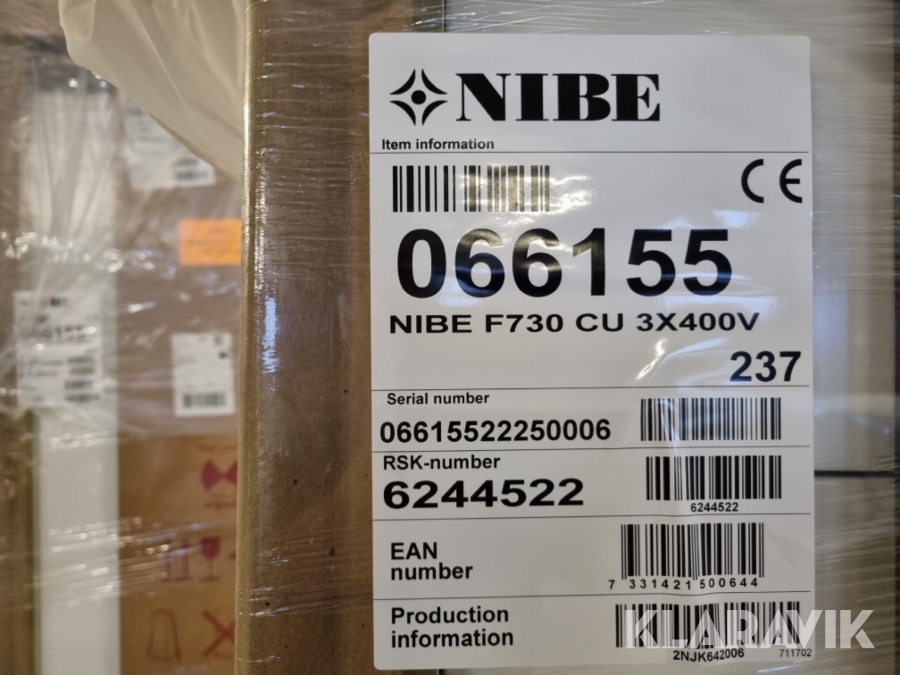 NIBE
Item information
CE
066155
NIBE F730 CU 3X400V
237
Serial number
06615522250006
RSK-number
6244522
6244522
EAN
number
7 331421 500644
Production
information
2NJK642006
711702
KLARAVIK
066155